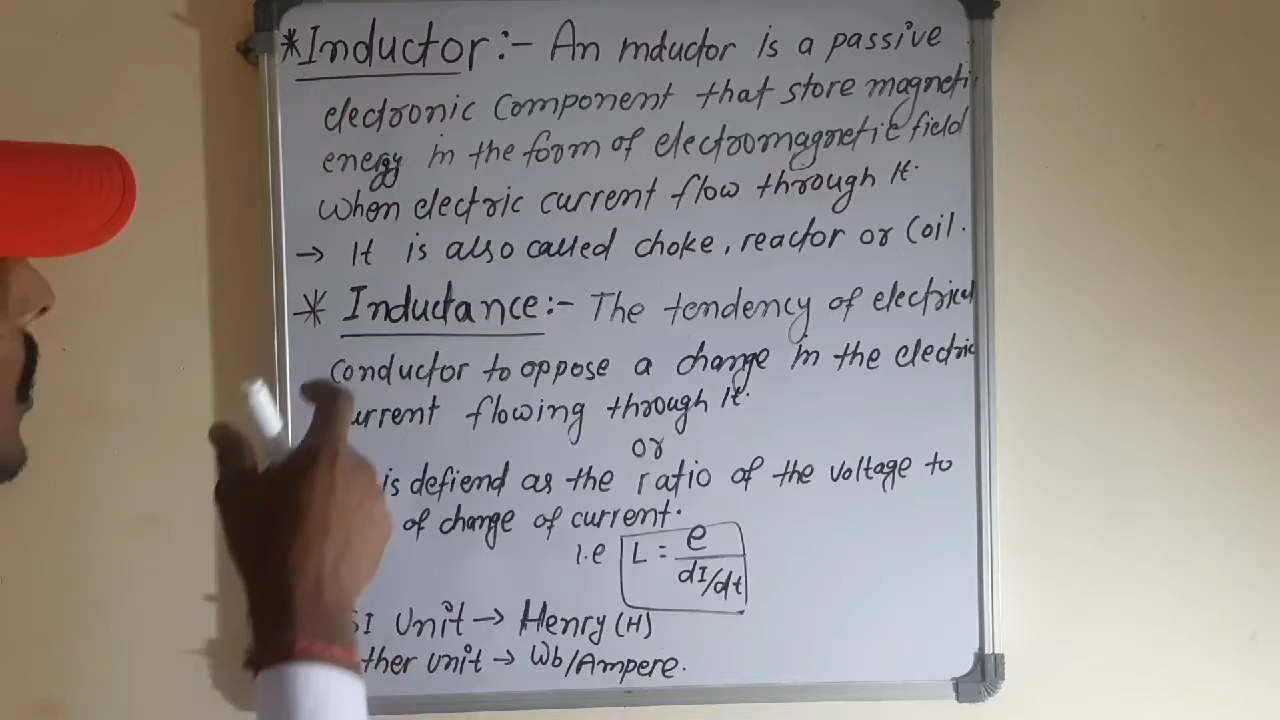 *Inductor:- An inductor is a passive
electronic component that store magneti
energy in the form of electromagnetic field
when electric current flow through It.
→ It is also called choke, reactor or Coil.
* Inductance:- The tendency of electrical
conductor to oppose a change in the electric
urrent flowing through It.
or
is defiend as the ratio of the voltage to
of change of current.
i.e L = e / dI/dt
SI Unit → Henry (H)
ther unit → Wb/Ampere.